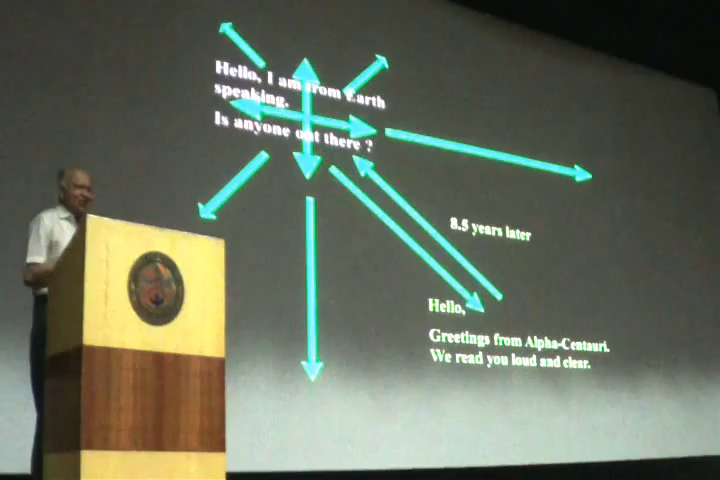 Hello, I am from Earth
speaking.
Is anyone out there ?
8.5 years later
Hello,
Greetings from Alpha-Centauri.
We read you loud and clear.